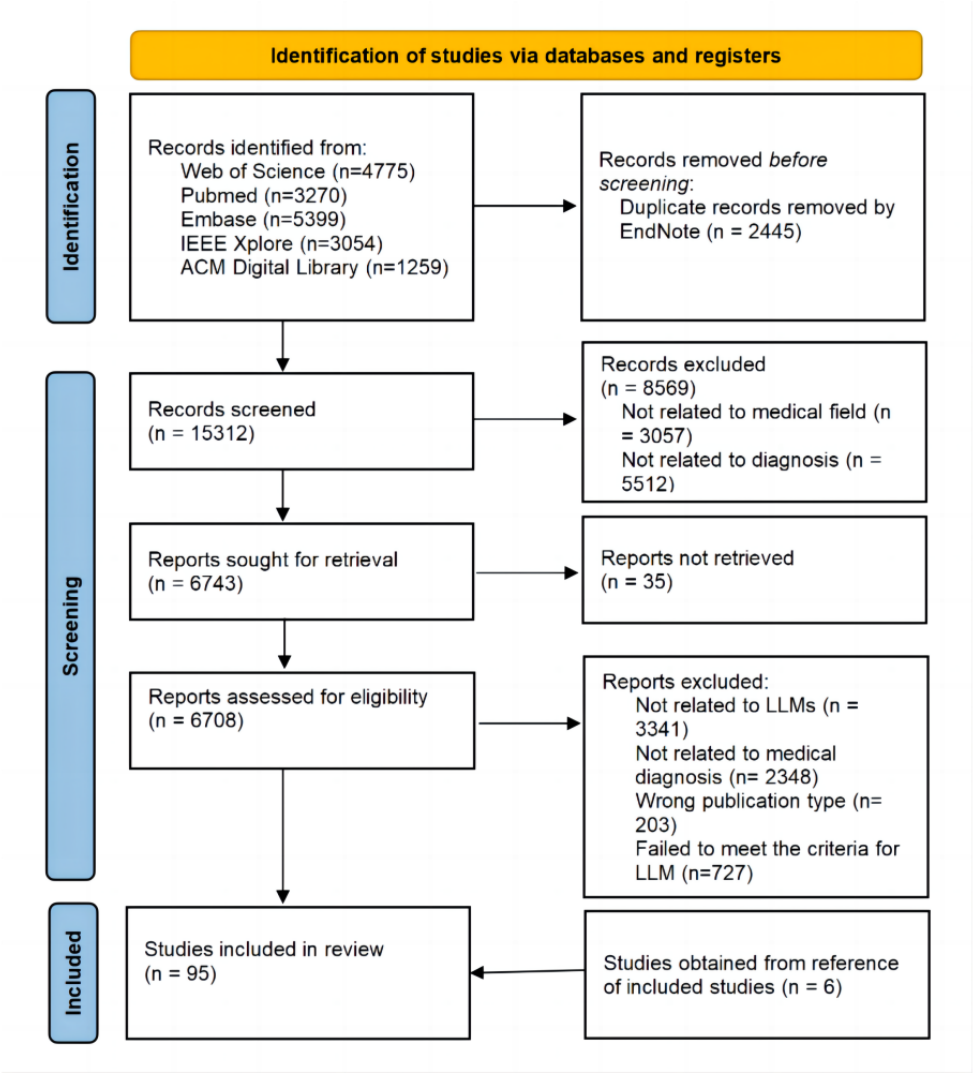 Identification of studies via databases and registers
Identification
Records identified from:
Web of Science (n=4775)
Pubmed (n=3270)
Embase (n=5399)
IEEE Xplore (n=3054)
ACM Digital Library (n=1259)
Records removed before
screening:
Duplicate records removed by
EndNote (n = 2445)
Screening
Records screened
(n = 15312)
Records excluded
(n = 8569)
Not related to medical field (n
= 3057)
Not related to diagnosis (n =
5512)
Reports sought for retrieval
(n = 6743)
Reports not retrieved
(n = 35)
Reports assessed for eligibility
(n = 6708)
Reports excluded:
Not related to LLMs (n =
3341)
Not related to medical
diagnosis (n= 2348)
Wrong publication type (n=
203)
Failed to meet the criteria for
LLM (n=727)
Included
Studies included in review
(n = 95)
Studies obtained from reference
of included studies (n = 6)